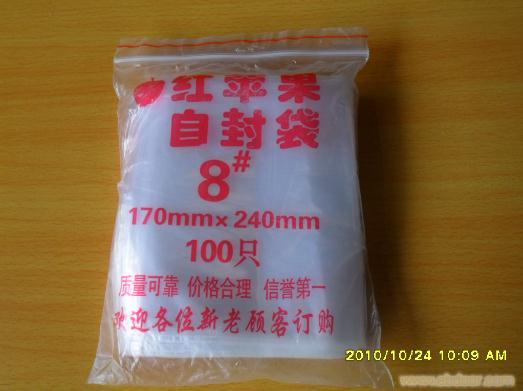 红苹果
自封袋
8#
170mm×240mm
100只
质量可靠 价格合理 信誉第一
欢迎各位新老顾客订购
2010/10/24 10:09 AM